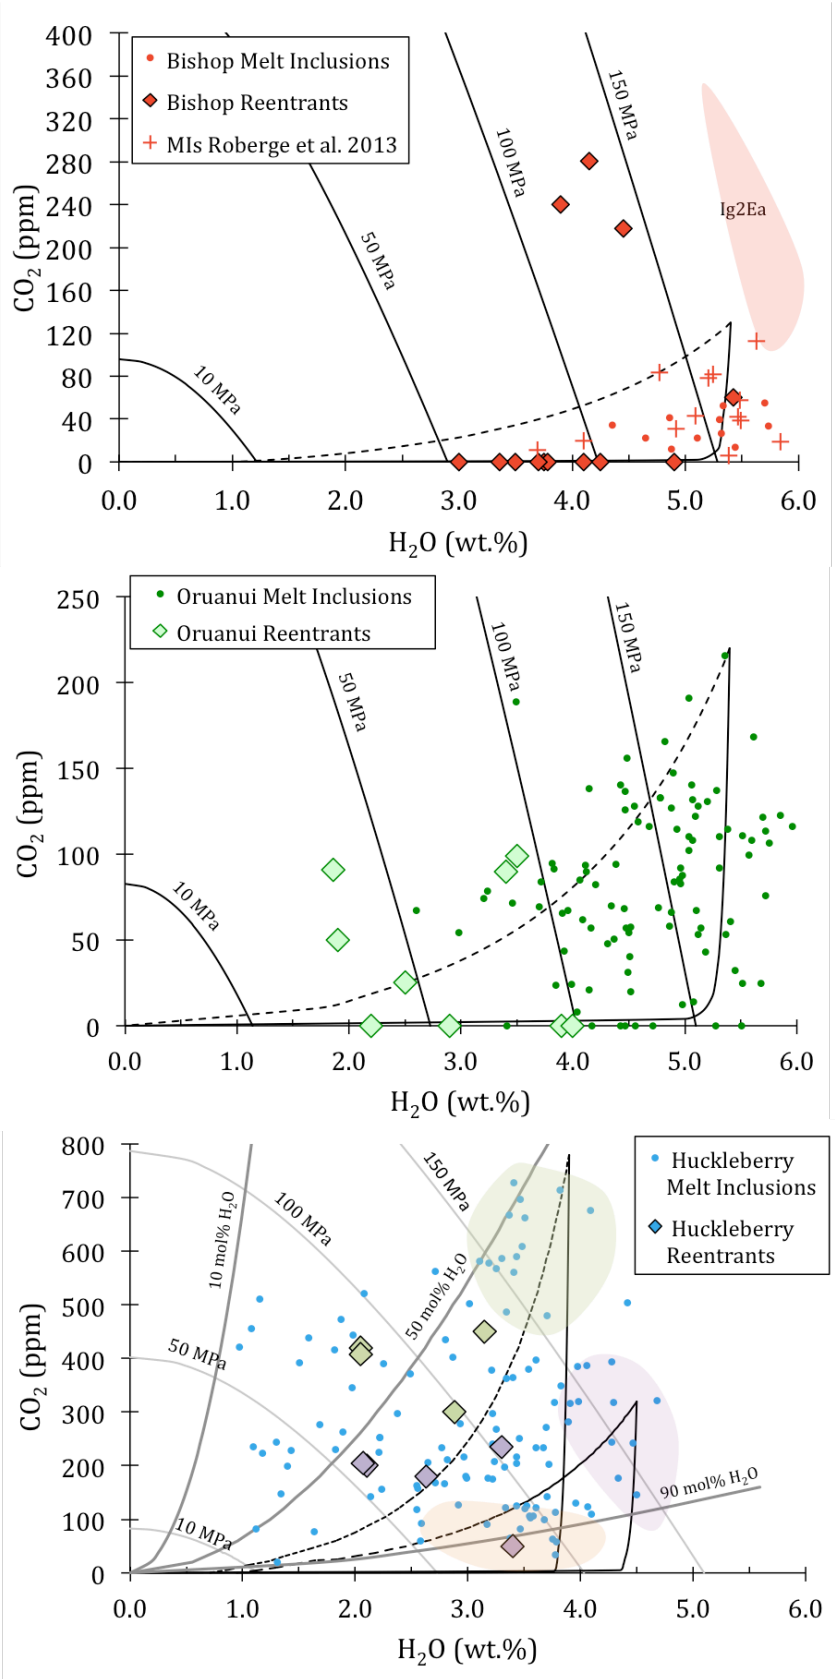 400
360
320
280
240
200
160
120
80
40
0
CO2 (ppm)
Bishop Melt Inclusions
Bishop Reentrants
MIs Roberge et al. 2013
10 MPa
50 MPa
100 MPa
150 MPa
Ig2Ea
0.0 1.0 2.0 3.0 4.0 5.0 6.0
H2O (wt.%)
250
200
150
100
50
0
CO2 (ppm)
Oruanui Melt Inclusions
Oruanui Reentrants
10 MPa
50 MPa
100 MPa
150 MPa
0.0 1.0 2.0 3.0 4.0 5.0 6.0
H2O (wt.%)
800
700
600
500
400
300
200
100
0
CO2 (ppm)
Huckleberry
Melt Inclusions
Huckleberry
Reentrants
10 mol% H2O
100 MPa
150 MPa
50 mol% H2O
50 MPa
10 MPa
90 mol% H2O
0.0 1.0 2.0 3.0 4.0 5.0 6.0
H2O (wt.%)